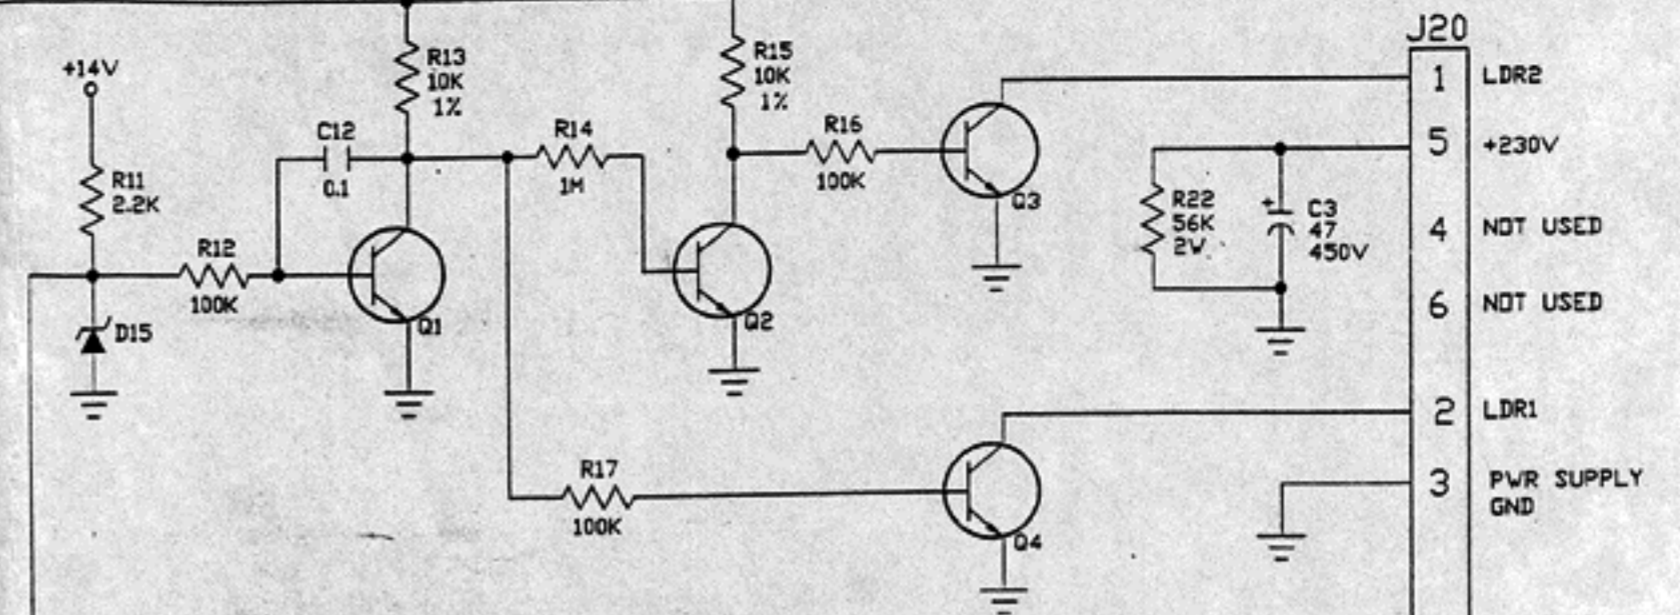 J20
+14V
R13
10K
1%
R15
10K
1%
1 LDR2
C12
0.1
R14
1M
R16
100K
5 +230V
R11
2.2K
Q3
R22
56K
2W
+
C3
47
450V
4 NOT USED
R12
100K
Q1
Q2
6 NOT USED
D15
2 LDR1
R17
100K
3 PWR SUPPLY
GND
Q4